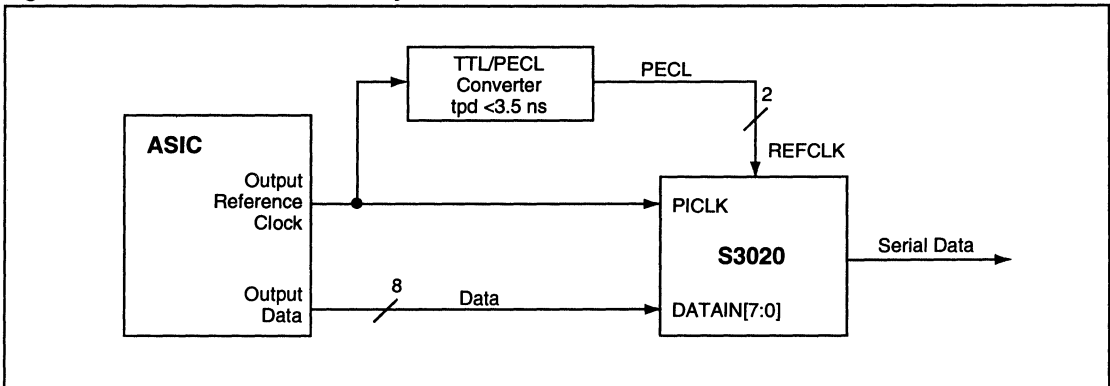 TTL/PECL
Converter
tpd <3.5 ns
PECL
2
REFCLK
ASIC
Output
Reference
Clock
PICLK
S3020
Serial Data
Output
Data
8
Data
DATAIN[7:0]